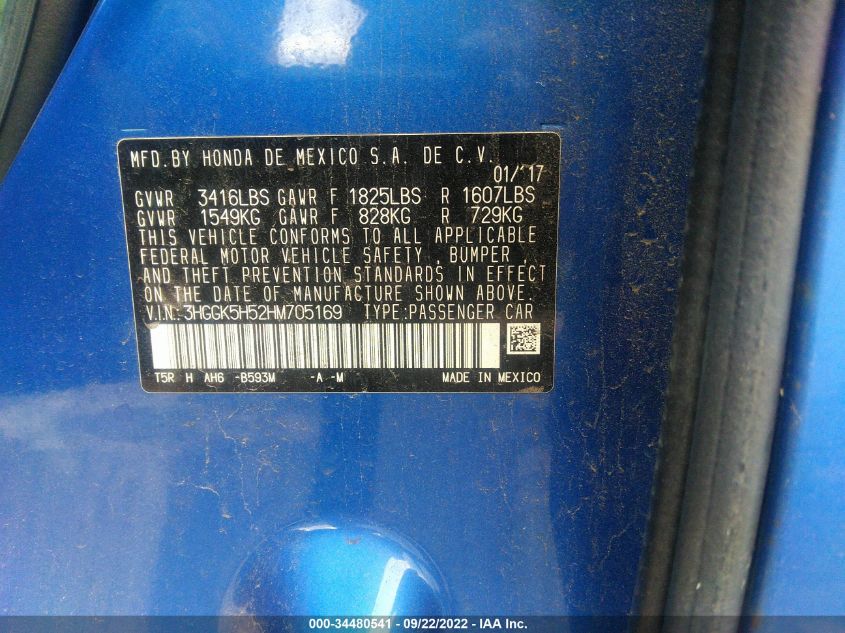 MFD.BY HONDA DE MEXICO S.A. DE C.V.
01/'17
GVWR 3416LBS GAWR F 1825LBS R 1607LBS
GVWR 1549KG GAWR F 828KG R 729KG
THIS VEHICLE CONFORMS TO ALL APPLICABLE
FEDERAL MOTOR VEHICLE SAFETY , BUMPER ,
AND THEFT PREVENTION STANDARDS IN EFFECT
ON THE DATE OF MANUFACTURE SHOWN ABOVE.
V.I.N.:3HGGK5H52HM705169 TYPE:PASSENGER CAR
T5R H AH6 -B593M -A -M MADE IN MEXICO
000-34480541 - 09/22/2022 - IAA Inc.